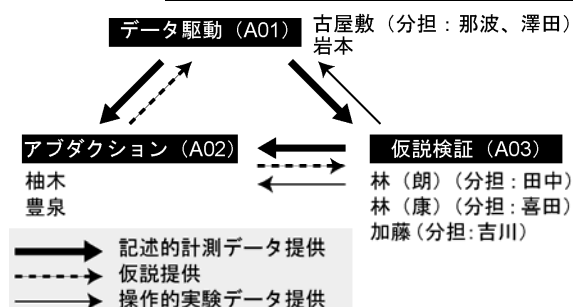 データ駆動（A01）
古屋敷（分担：那波、澤田）
岩本
アブダクション（A02）
柚木
豊泉
仮説検証（A03）
林（朗）（分担：田中）
林（康）（分担：喜田）
加藤（分担：吉川）
記述的計測データ提供
仮説提供
操作的実験データ提供